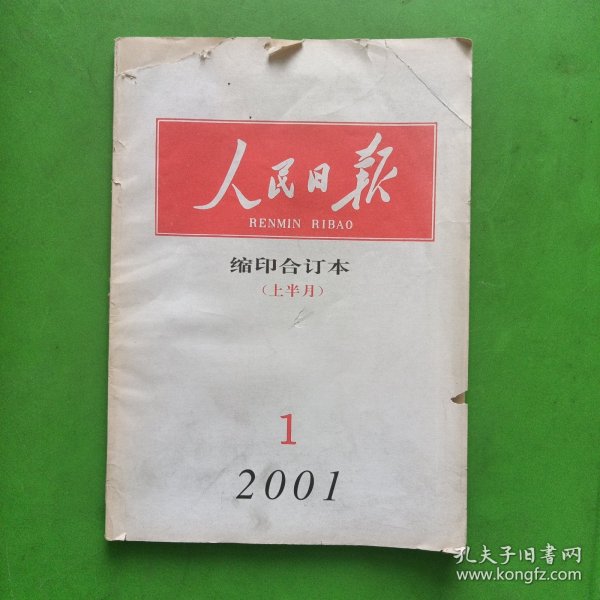 人民日报
RENMIN RIBAO
缩印合订本
(上半月)
1
2001
孔夫子旧书网
www.kongfz.com